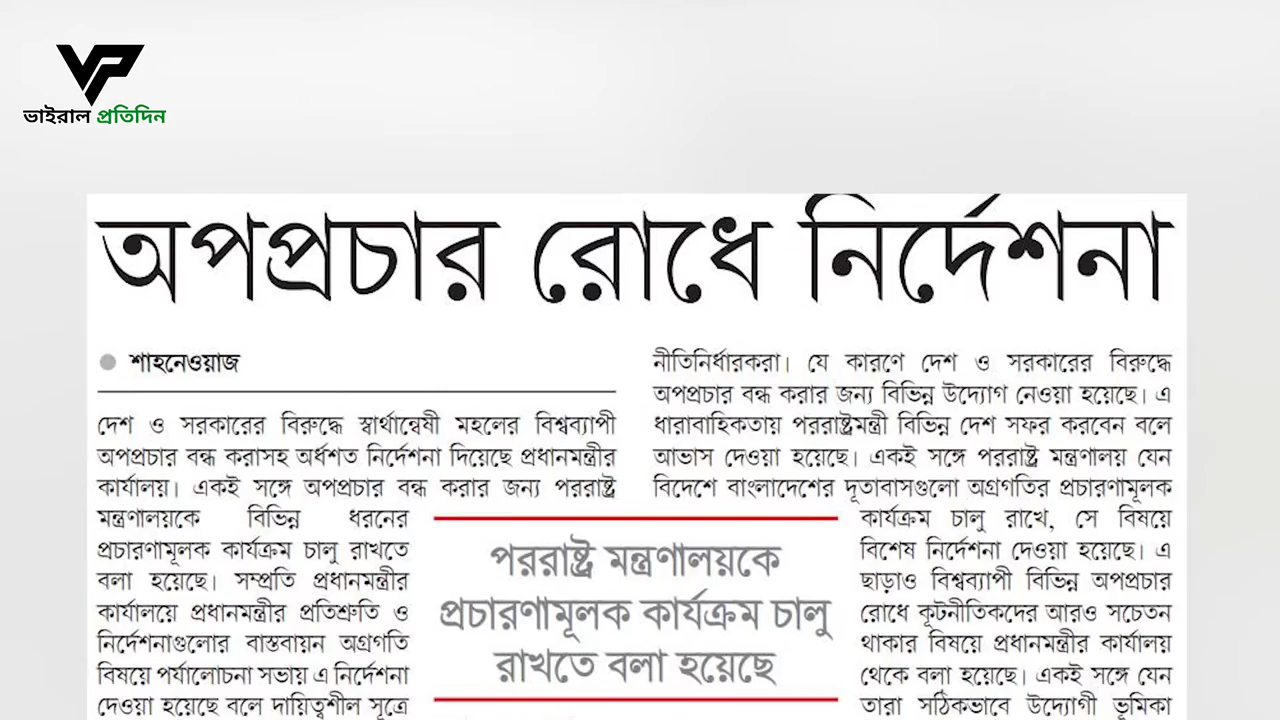 VP
ভাইরাল প্রতিদিন
অপপ্রচার রোধে নির্দেশনা
শাহনেওয়াজ
দেশ ও সরকারের বিরুদ্ধে স্বার্থান্বেষী মহলের বিশ্বব্যাপী
অপপ্রচার বন্ধ করাসহ অর্ধশত নির্দেশনা দিয়েছে প্রধানমন্ত্রীর
কার্যালয়। একই সঙ্গে অপপ্রচার বন্ধ করার জন্য পররাষ্ট্র
মন্ত্রণালয়কে বিভিন্ন ধরনের
প্রচারণামূলক কার্যক্রম চালু রাখতে
বলা হয়েছে। সম্প্রতি প্রধানমন্ত্রীর
কার্যালয়ে প্রধানমন্ত্রীর প্রতিশ্রুতি ও
নির্দেশনাগুলোর বাস্তবায়ন অগ্রগতি
বিষয়ে পর্যালোচনা সভায় এ নির্দেশনা
দেওয়া হয়েছে বলে দায়িত্বশীল সূত্রে
পররাষ্ট্র মন্ত্রণালয়কে
প্রচারণামূলক কার্যক্রম চালু
রাখতে বলা হয়েছে
নীতিনির্ধারকরা। যে কারণে দেশ ও সরকারের বিরুদ্ধে
অপপ্রচার বন্ধ করার জন্য বিভিন্ন উদ্যোগ নেওয়া হয়েছে। এ
ধারাবাহিকতায় পররাষ্ট্রমন্ত্রী বিভিন্ন দেশ সফর করবেন বলে
আভাস দেওয়া হয়েছে। একই সঙ্গে পররাষ্ট্র মন্ত্রণালয় যেন
বিদেশে বাংলাদেশের দূতাবাসগুলো অগ্রগতির প্রচারণামূলক
কার্যক্রম চালু রাখে, সে বিষয়ে
বিশেষ নির্দেশনা দেওয়া হয়েছে। এ
ছাড়াও বিশ্বব্যাপী বিভিন্ন অপপ্রচার
রোধে কূটনীতিকদের আরও সচেতন
থাকার বিষয়ে প্রধানমন্ত্রীর কার্যালয়
থেকে বলা হয়েছে। একই সঙ্গে যেন
তারা সঠিকভাবে উদ্যোগী ভূমিকা